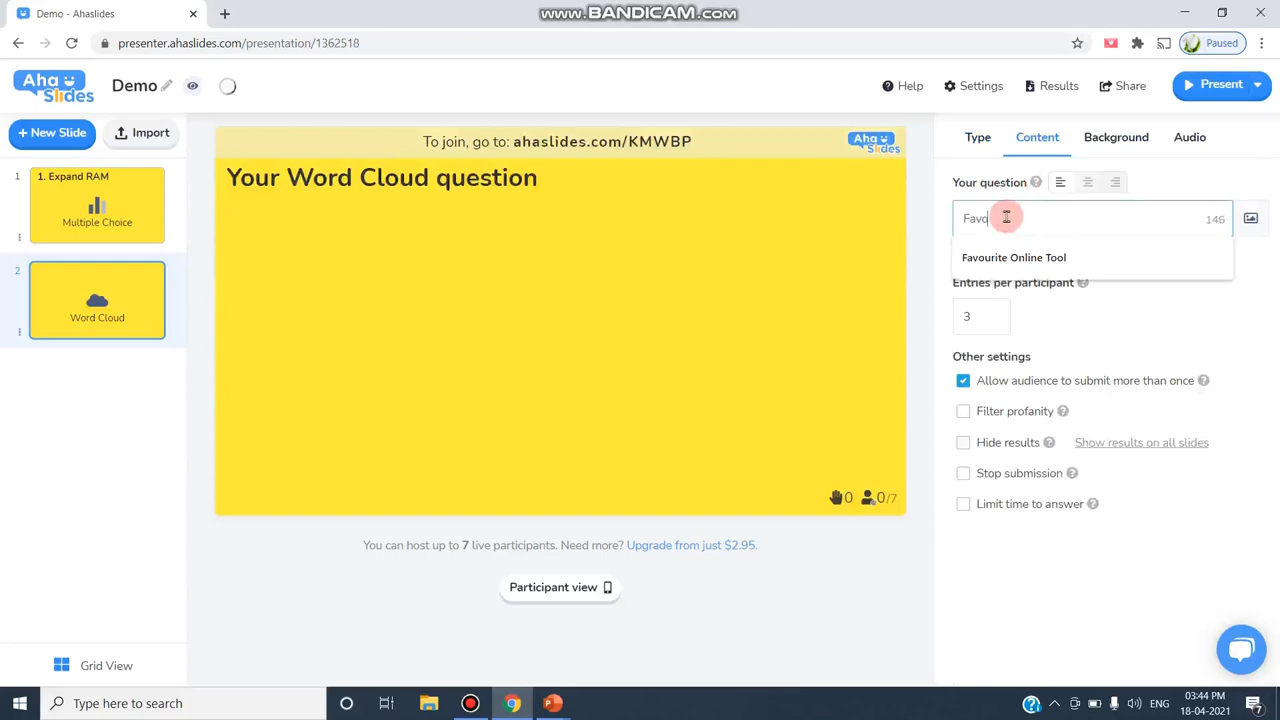 Demo - Ahaslides
www.BANDICAM.com
presenter.ahaslides.com/presentation/1362518
Paused
Aha Slides
Demo
Help
Settings
Results
Share
Present
+ New Slide
Import
1
1. Expand RAM
Multiple Choice
2
Word Cloud
Grid View
To join, go to: ahaslides.com/KMWBP
Aha Slides
Your Word Cloud question
0
0/7
You can host up to 7 live participants. Need more? Upgrade from just $2.95.
Participant view
Type
Content
Background
Audio
Your question
Favo
146
Favourite Online Tool
Entries per participant
3
Other settings
Allow audience to submit more than once
Filter profanity
Hide results
Show results on all slides
Stop submission
Limit time to answer
Type here to search
ENG
03:44 PM
18-04-2021
7